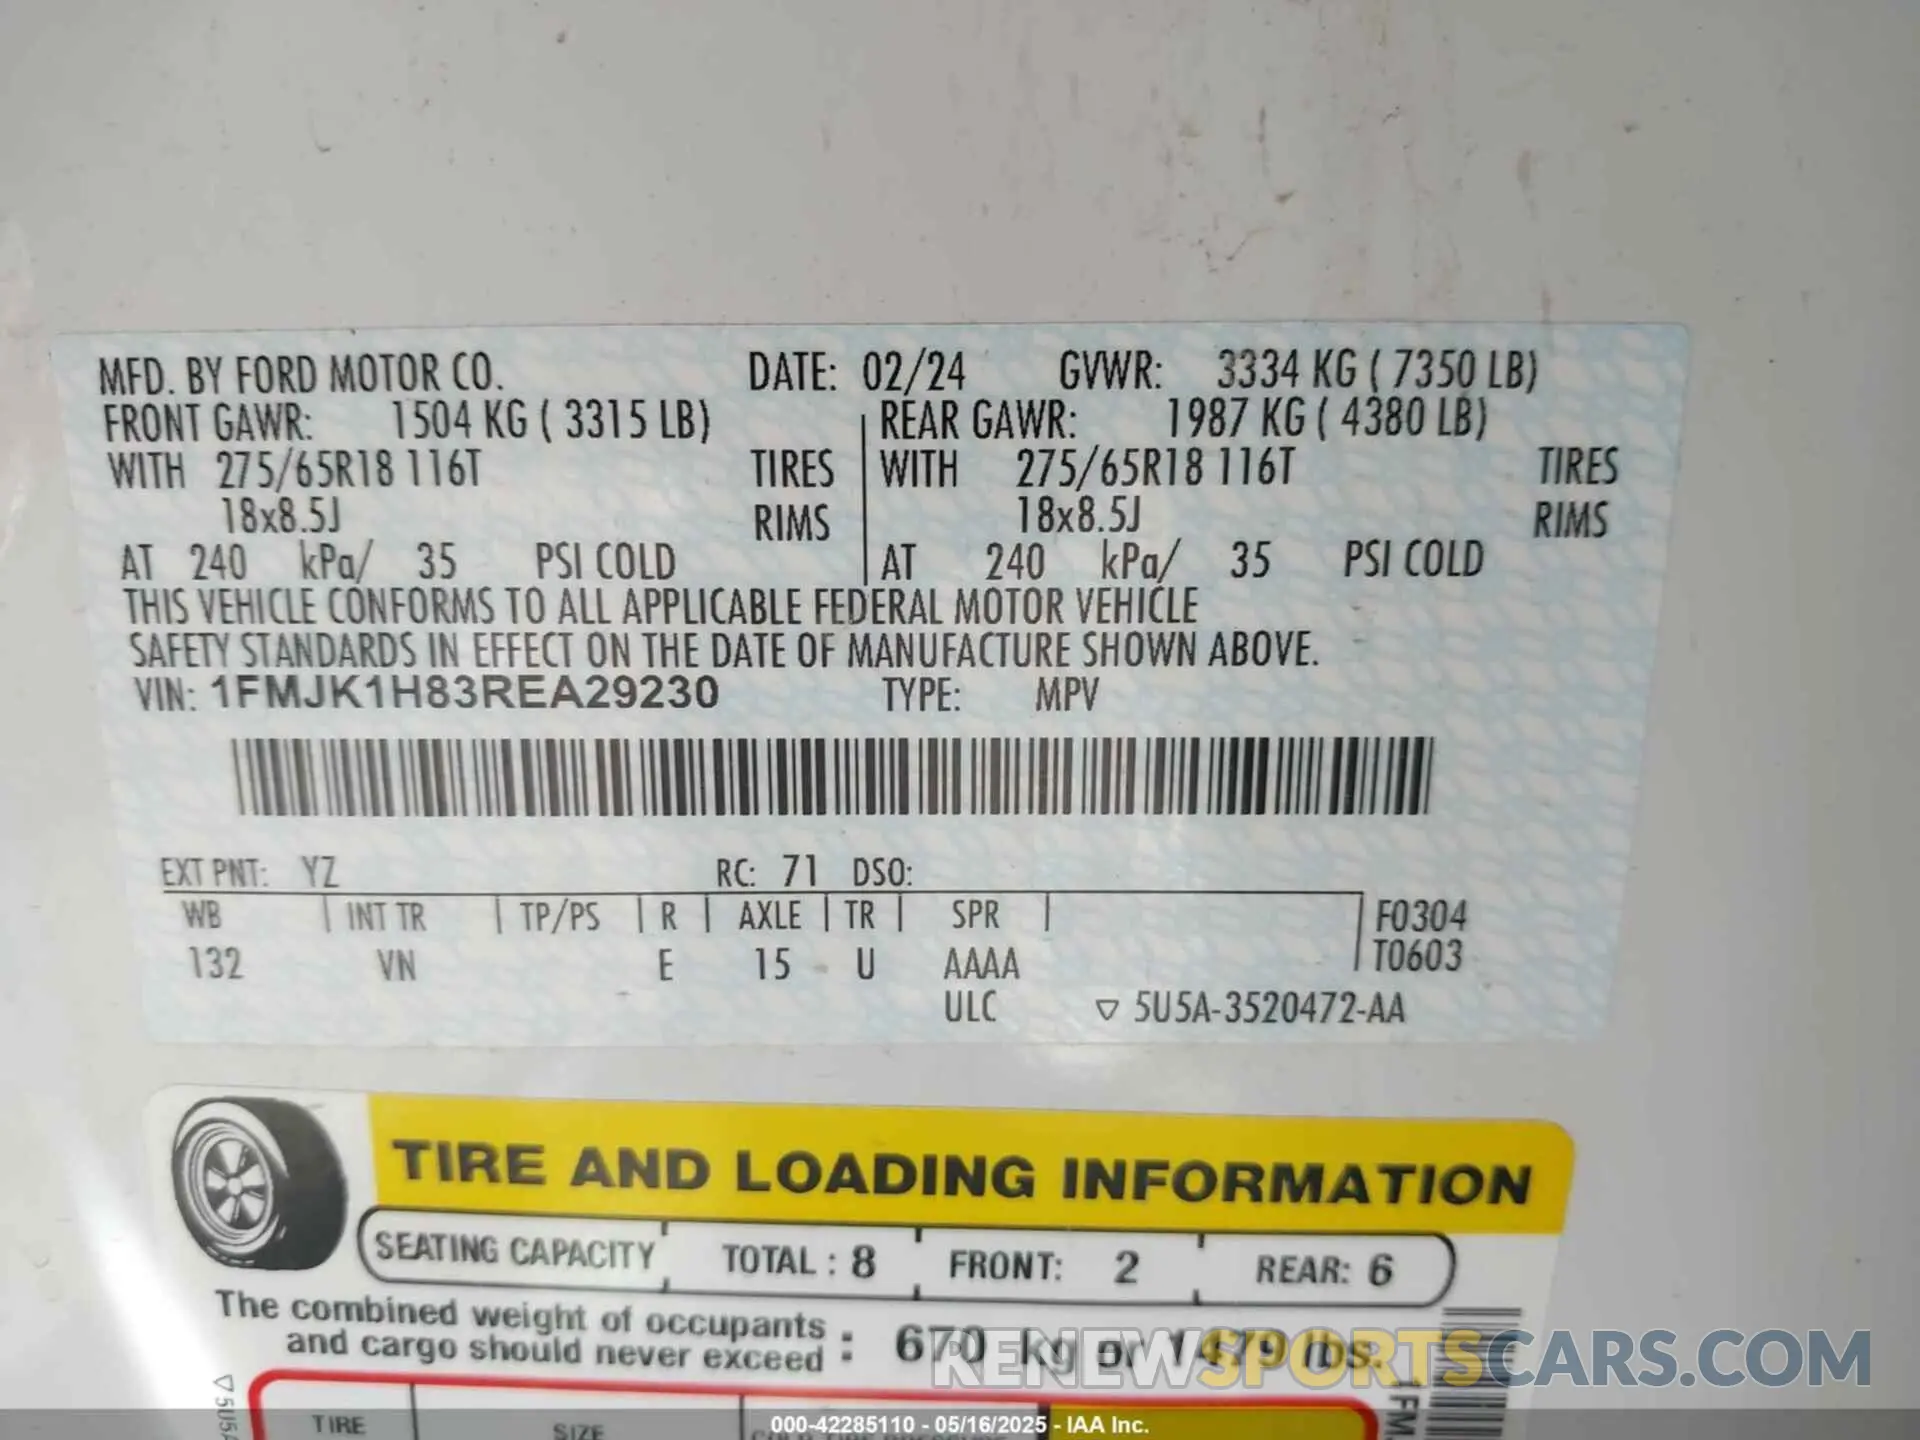 MFD. BY FORD MOTOR CO. DATE: 02/24 GVWR: 3334 KG ( 7350 LB)
FRONT GAWR: 1504 KG ( 3315 LB) REAR GAWR: 1987 KG ( 4380 LB)
WITH 275/65R18 116T TIRES WITH 275/65R18 116T TIRES
18x8.5J RIMS 18x8.5J RIMS
AT 240 kPa/ 35 PSI COLD AT 240 kPa/ 35 PSI COLD
THIS VEHICLE CONFORMS TO ALL APPLICABLE FEDERAL MOTOR VEHICLE
SAFETY STANDARDS IN EFFECT ON THE DATE OF MANUFACTURE SHOWN ABOVE.
VIN: 1FMJK1H83REA29230 TYPE: MPV
EXT PNT: YZ RC: 71 DSO:
WB INT TR TP/PS R AXLE TR SPR F0304
T0603
132 VN E 15 U AAAA
ULC ▽ 5U5A-3520472-AA
TIRE AND LOADING INFORMATION
SEATING CAPACITY TOTAL : 8 FRONT: 2 REAR: 6
The combined weight of occupants
and cargo should never exceed : 670 kg or 1479 lbs.
RENEWSPORTSCARS.COM
TIRE SIZE
000-42285110 - 05/16/2025 - IAA Inc.